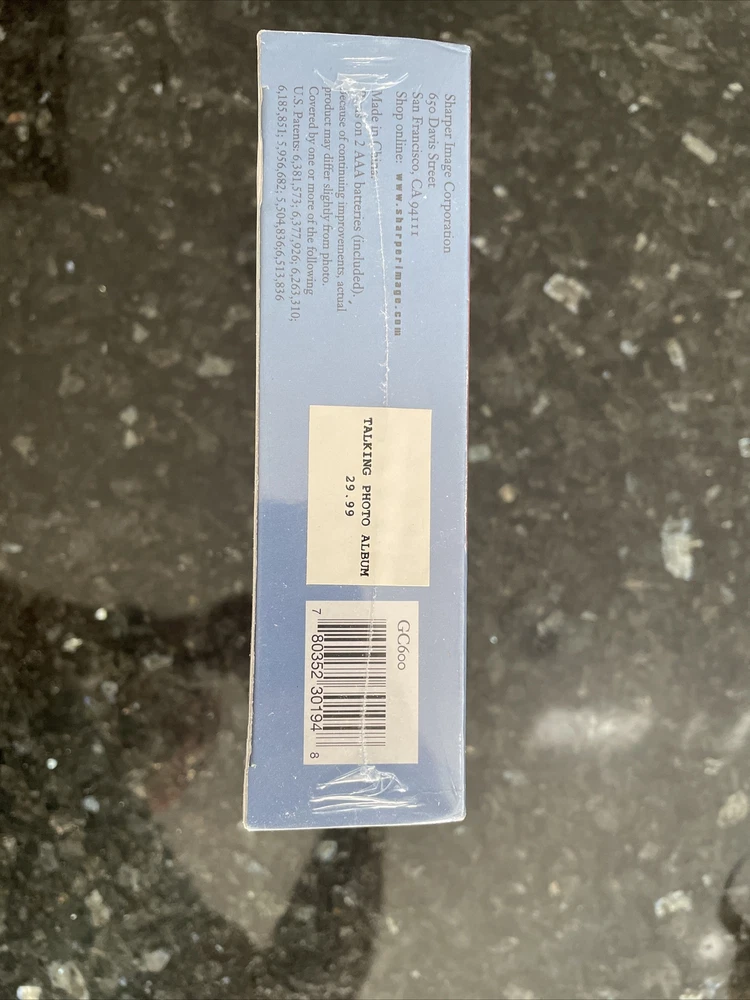 Sharper Image Corporation
650 Davis Street
San Francisco, CA 94111
Shop online: www.sharperimage.com
Made in China.
on 2 AAA batteries (included).
because of continuing improvements, actual
product may differ slightly from photo.
Covered by one or more of the following
U.S. Patents: 6,381,573; 6,377,926; 6,263,310;
6,185,851; 5,956,682; 5,504,836; 6,513,836
TALKING PHOTO ALBUM
29.99
GC600
7 80352 30194 8